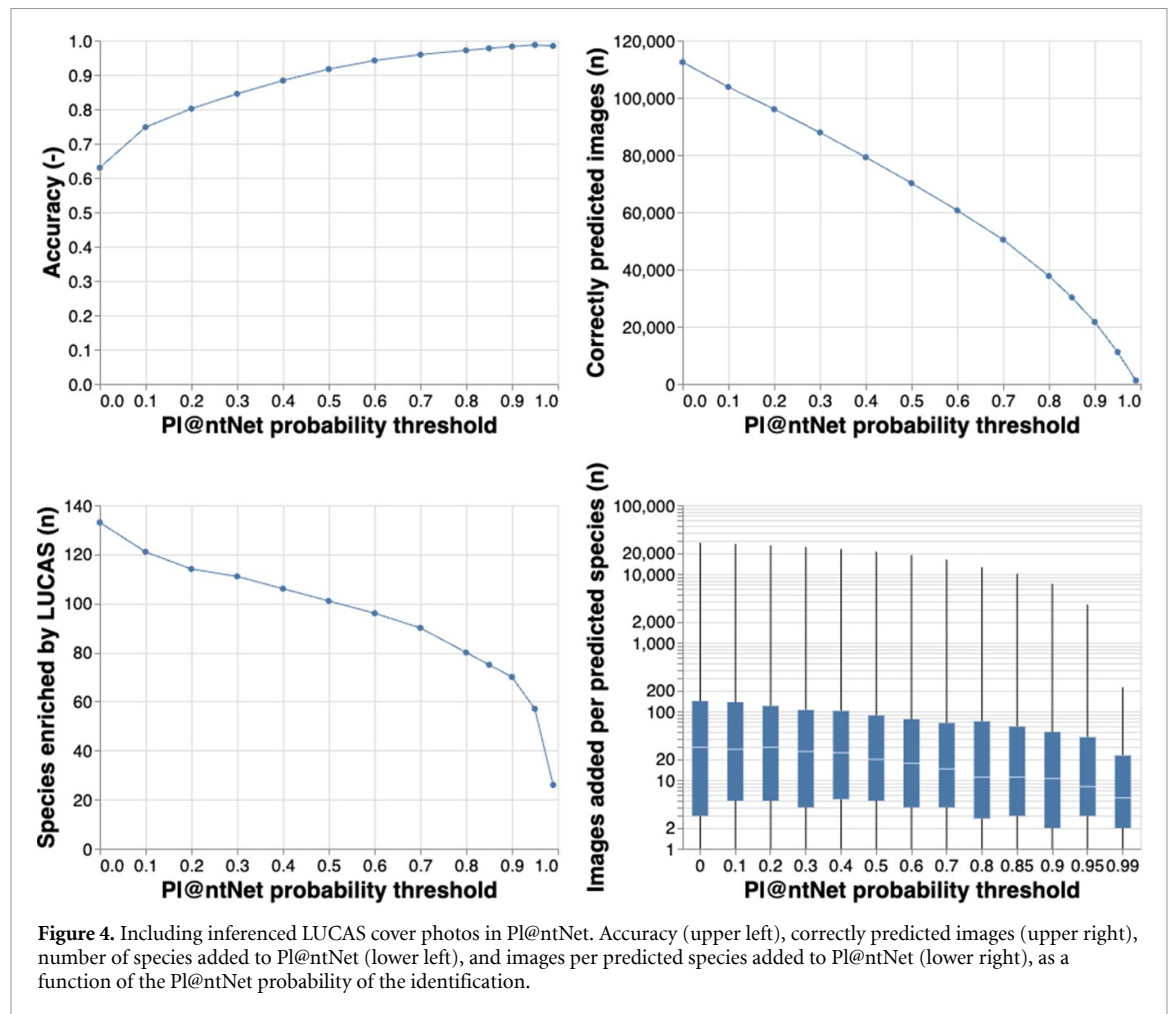 Accuracy (-)
1.0
0.9
0.8
0.7
0.6
0.5
0.4
0.3
0.2
0.1
0.0
0.0 0.1 0.2 0.3 0.4 0.5 0.6 0.7 0.8 0.9 1.0
Pl@ntNet probability threshold
Correctly predicted images (n)
120,000
100,000
80,000
60,000
40,000
20,000
0
0.0 0.1 0.2 0.3 0.4 0.5 0.6 0.7 0.8 0.9 1.0
Pl@ntNet probability threshold
Species enriched by LUCAS (n)
140
120
100
80
60
40
20
0
0.0 0.1 0.2 0.3 0.4 0.5 0.6 0.7 0.8 0.9 1.0
Pl@ntNet probability threshold
Images added per predicted species (n)
100,000
20,000
10,000
2,000
1,000
200
100
20
10
2
1
0 0.1 0.2 0.3 0.4 0.5 0.6 0.7 0.8 0.85 0.9 0.95 0.99
Pl@ntNet probability threshold
Figure 4. Including inferenced LUCAS cover photos in Pl@ntNet. Accuracy (upper left), correctly predicted images (upper right),
number of species added to Pl@ntNet (lower left), and images per predicted species added to Pl@ntNet (lower right), as a
function of the Pl@ntNet probability of the identification.